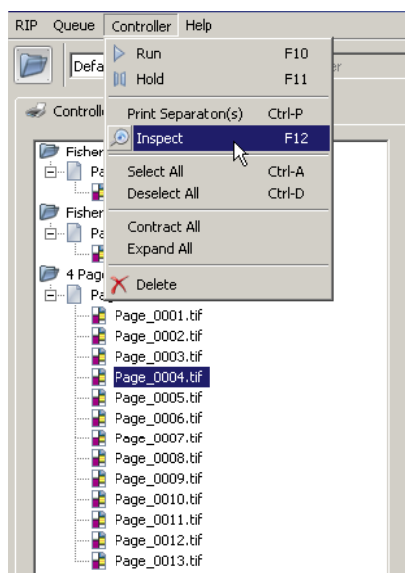 RIP Queue Controller Help
Run F10
Defa
Hold F11
Controll
Print Separaton(s) Ctrl-P
Inspect F12
Fisher
Select All Ctrl-A
Deselect All Ctrl-D
Fisher
Contract All
Expand All
4 Page
Delete
Page_0001.tif
Page_0002.tif
Page_0003.tif
Page_0004.tif
Page_0005.tif
Page_0006.tif
Page_0007.tif
Page_0008.tif
Page_0009.tif
Page_0010.tif
Page_0011.tif
Page_0012.tif
Page_0013.tif